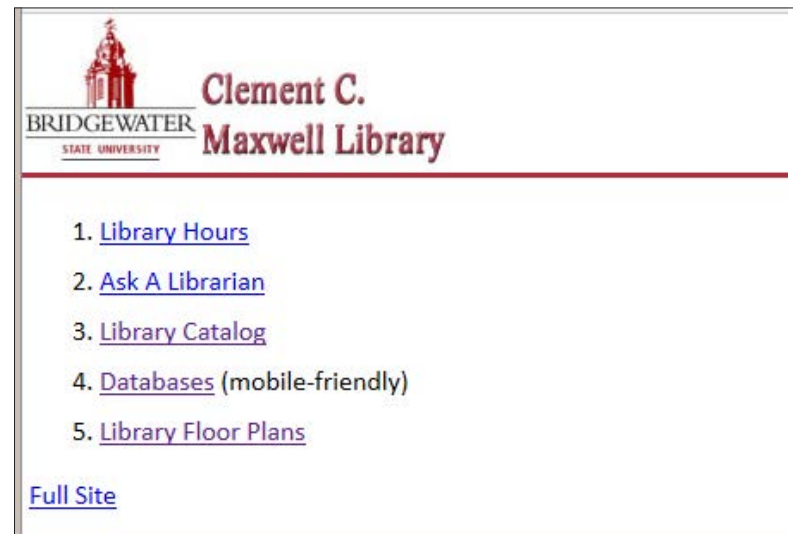 Clement C.
BRIDGEWATER
STATE UNIVERSITY
Maxwell Library
1. Library Hours
2. Ask A Librarian
3. Library Catalog
4. Databases (mobile-friendly)
5. Library Floor Plans
Full Site